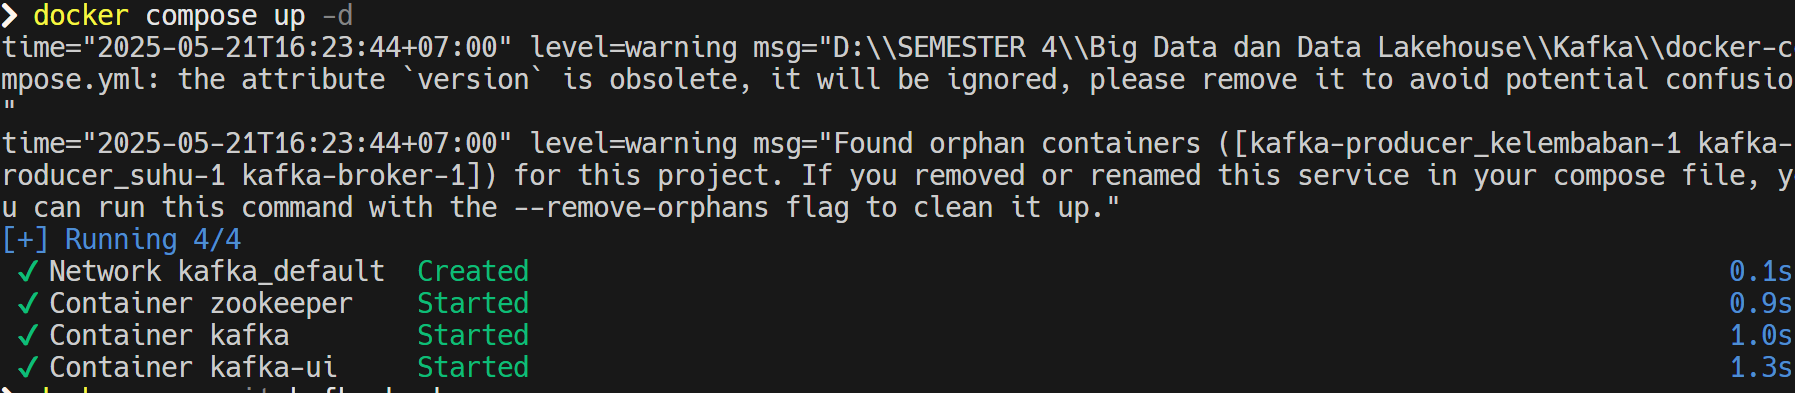 ❯ docker compose up -d
time="2025-05-21T16:23:44+07:00" level=warning msg="D:\\SEMESTER 4\\Big Data dan Data Lakehouse\\Kafka\\docker-c
mpose.yml: the attribute `version` is obsolete, it will be ignored, please remove it to avoid potential confusio
"
time="2025-05-21T16:23:44+07:00" level=warning msg="Found orphan containers ([kafka-producer_kelembaban-1 kafka-
roducer_suhu-1 kafka-broker-1]) for this project. If you removed or renamed this service in your compose file, y
u can run this command with the --remove-orphans flag to clean it up."
[+] Running 4/4
✓ Network kafka_default Created 0.1s
✓ Container zookeeper Started 0.9s
✓ Container kafka Started 1.0s
✓ Container kafka-ui Started 1.3s